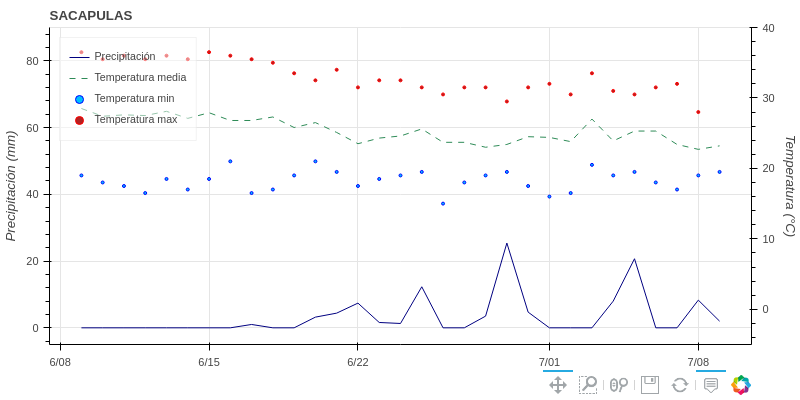 SACAPULAS
Precipitación
Temperatura media
Temperatura min
Temperatura max
Precipitación (mm)
80
60
40
20
0
40
30
20
10
0
Temperatura (°C)
6/08 6/15 6/22 7/01 7/08